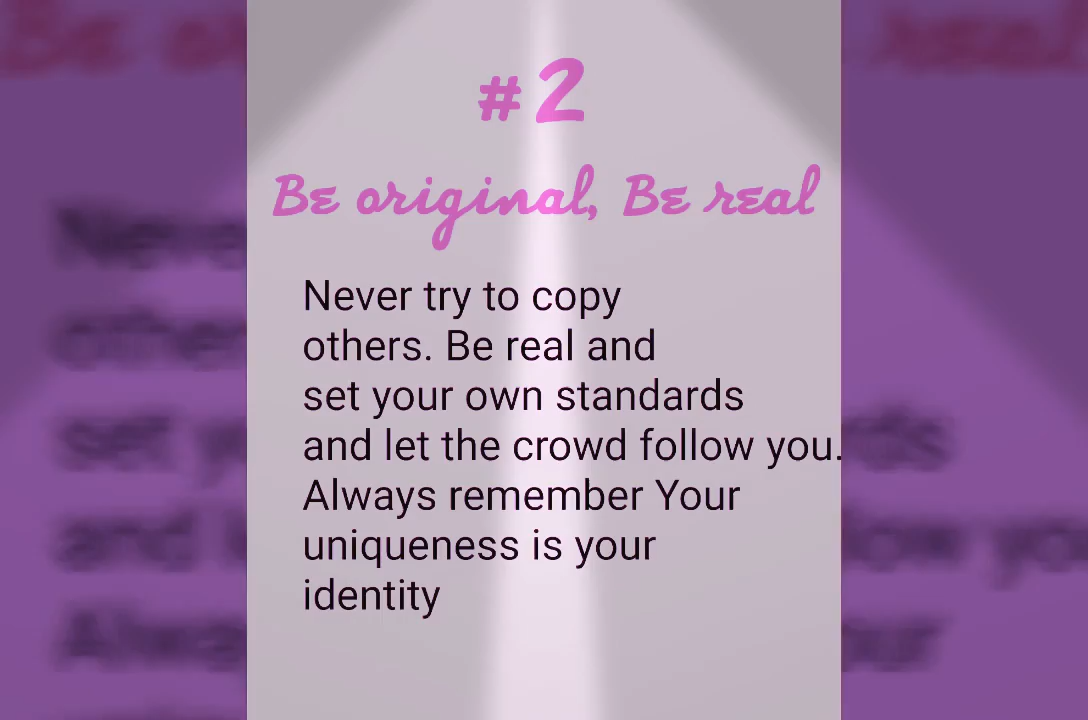 #2
Be original, Be real
Never try to copy
others. Be real and
set your own standards
and let the crowd follow you.
Always remember Your
uniqueness is your
identity